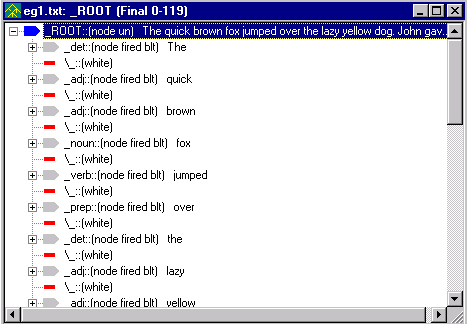 eg1.txt: _ROOT (Final 0-119)
_ROOT::(node un) The quick brown fox jumped over the lazy yellow dog. John gav...
_det::(node fired blt) The
\_::(white)
_adj::(node fired blt) quick
\_::(white)
_adj::(node fired blt) brown
\_::(white)
_noun::(node fired blt) fox
\_::(white)
_verb::(node fired blt) jumped
\_::(white)
_prep::(node fired blt) over
\_::(white)
_det::(node fired blt) the
\_::(white)
_adj::(node fired blt) lazy
\_::(white)
_adj::(node fired blt) yellow